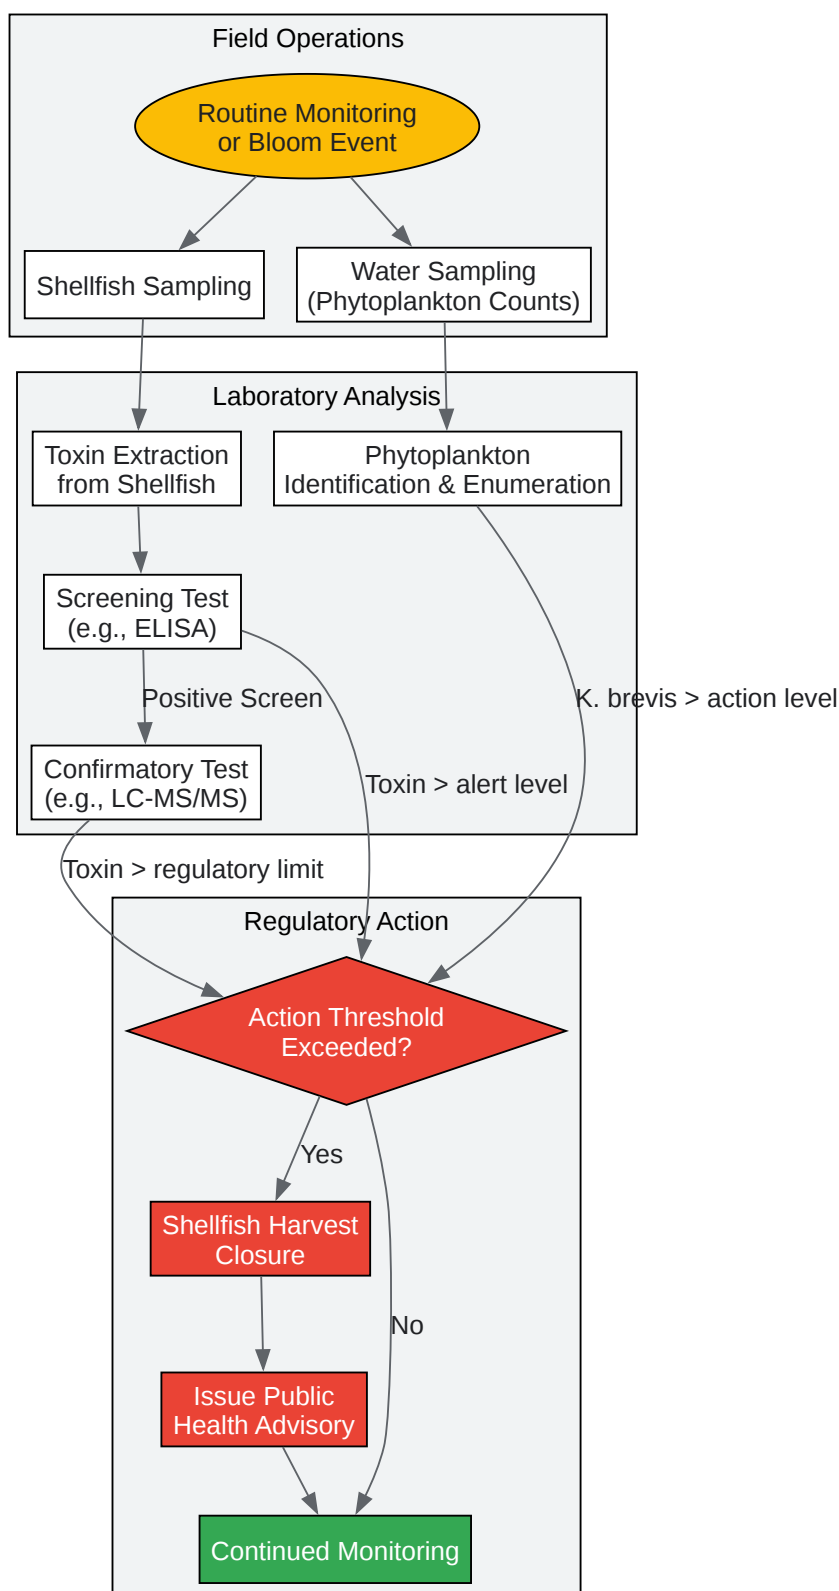 Field Operations
Routine Monitoring
or Bloom Event
Shellfish Sampling
Water Sampling
(Phytoplankton Counts)
Laboratory Analysis
Toxin Extraction
from Shellfish
Phytoplankton
Identification & Enumeration
Screening Test
(e.g., ELISA)
Positive Screen
K. brevis > action level
Confirmatory Test
(e.g., LC-MS/MS)
Toxin > alert level
Toxin > regulatory limit
Regulatory Action
Action Threshold
Exceeded?
Yes
Shellfish Harvest
Closure
No
Issue Public
Health Advisory
Continued Monitoring